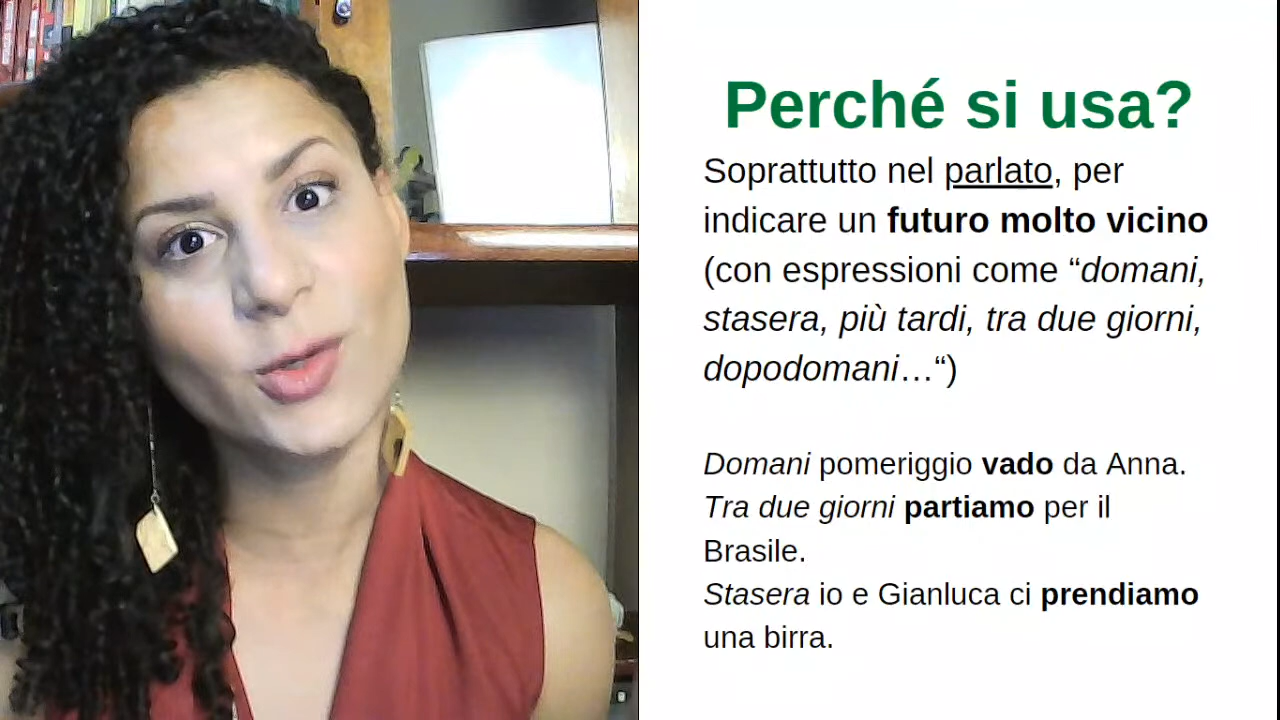 Perché si usa?
Soprattutto nel parlato, per
indicare un futuro molto vicino
(con espressioni come “domani,
stasera, più tardi, tra due giorni,
dopodomani…“)
Domani pomeriggio vado da Anna.
Tra due giorni partiamo per il
Brasile.
Stasera io e Gianluca ci prendiamo
una birra.